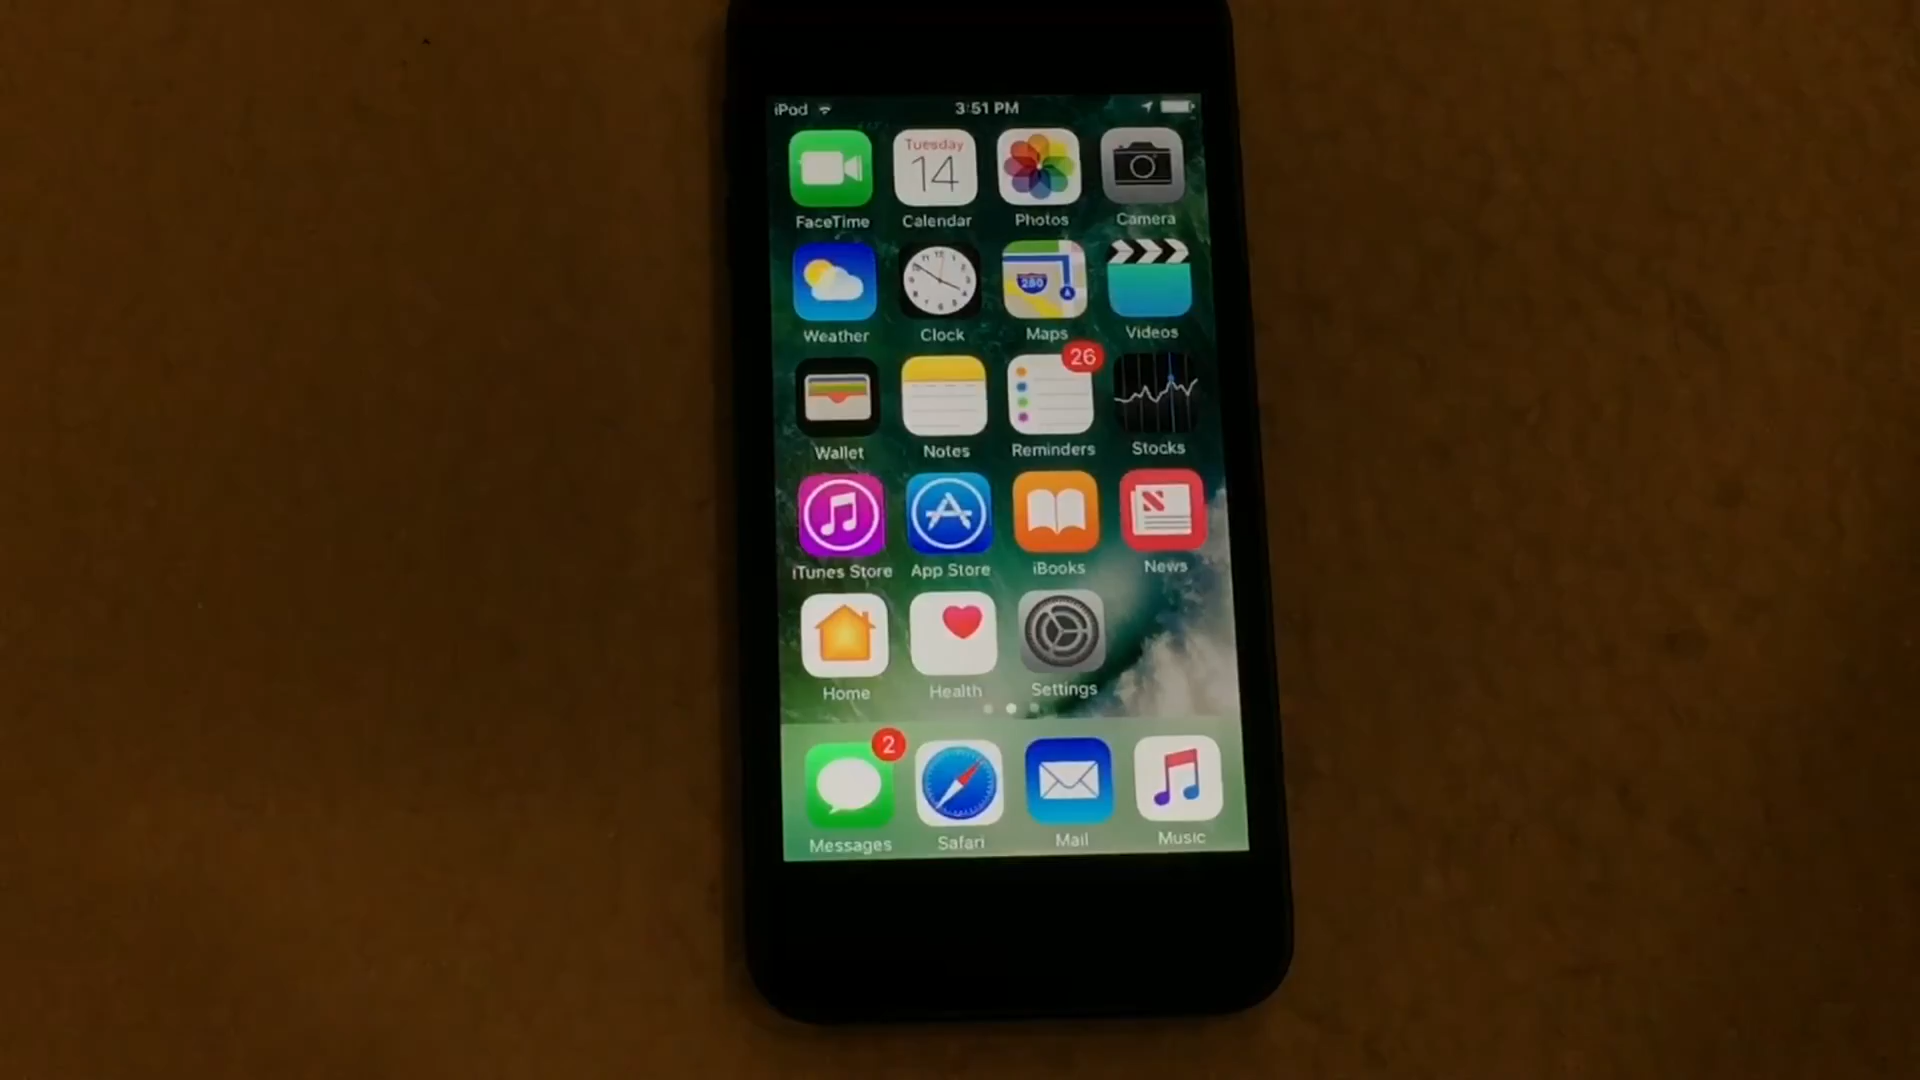 iPod 3:51 PM
Tuesday
14
FaceTime Calendar Photos Camera
280
Weather Clock Maps Videos
26
Wallet Notes Reminders Stocks
iTunes Store App Store iBooks News
Home Health Settings
2
Messages Safari Mail Music